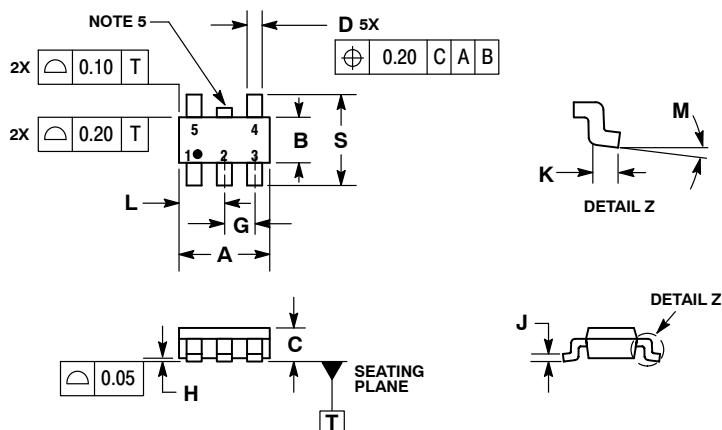 NOTE 5
D 5X
0.20 C A B
2X 0.10 T
2X 0.20 T
5 4
1 2 3
B
S
L
G
A
M
K
DETAIL Z
DETAIL Z
J
C
H
0.05
SEATING
PLANE
T